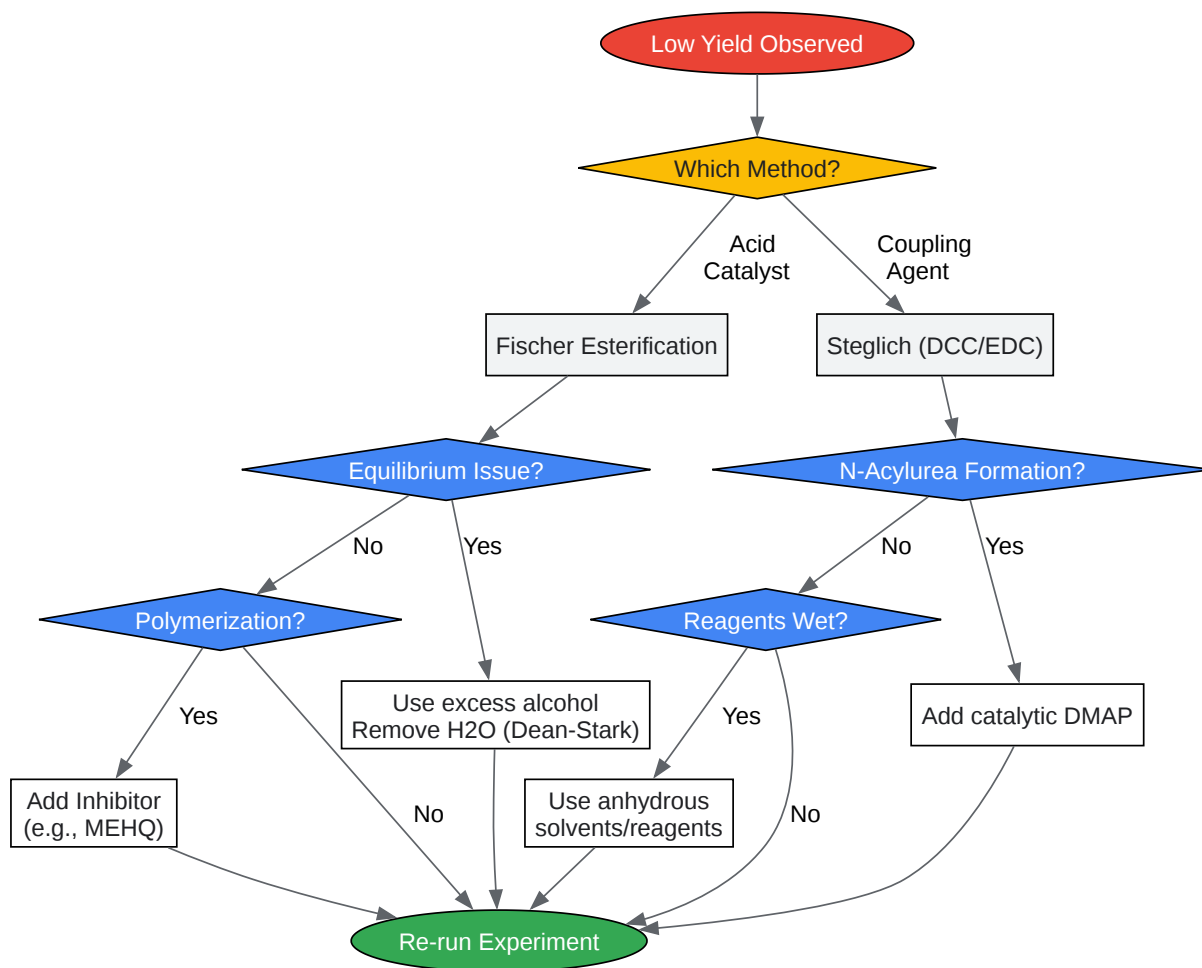 Low Yield Observed
Which Method?
Acid
Catalyst
Coupling
Agent
Fischer Esterification
Steglich (DCC/EDC)
Equilibrium Issue?
N-Acylurea Formation?
No
Yes
No
Yes
Polymerization?
Reagents Wet?
Use excess alcohol
Remove H2O (Dean-Stark)
Add catalytic DMAP
Yes
Yes
Add Inhibitor
(e.g., MEHQ)
No
Use anhydrous
solvents/reagents
No
Re-run Experiment